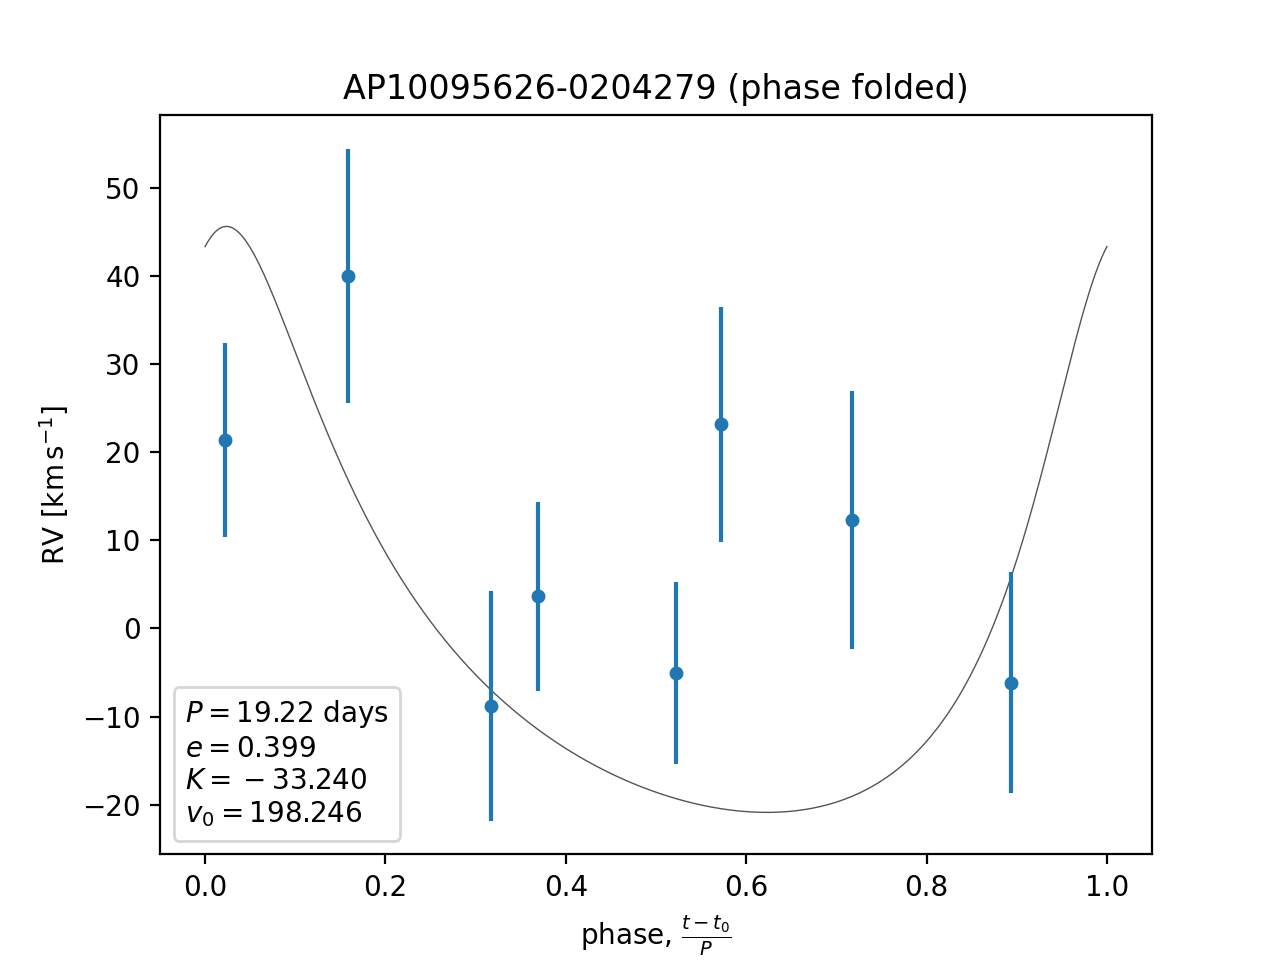 AP10095626-0204279 (phase folded)
RV [km s⁻¹]
50
40
30
20
10
0
−10
−20
P = 19.22 days
e = 0.399
K = −33.240
v₀ = 198.246
0.0 0.2 0.4 0.6 0.8 1.0
phase, (t − t₀)/P